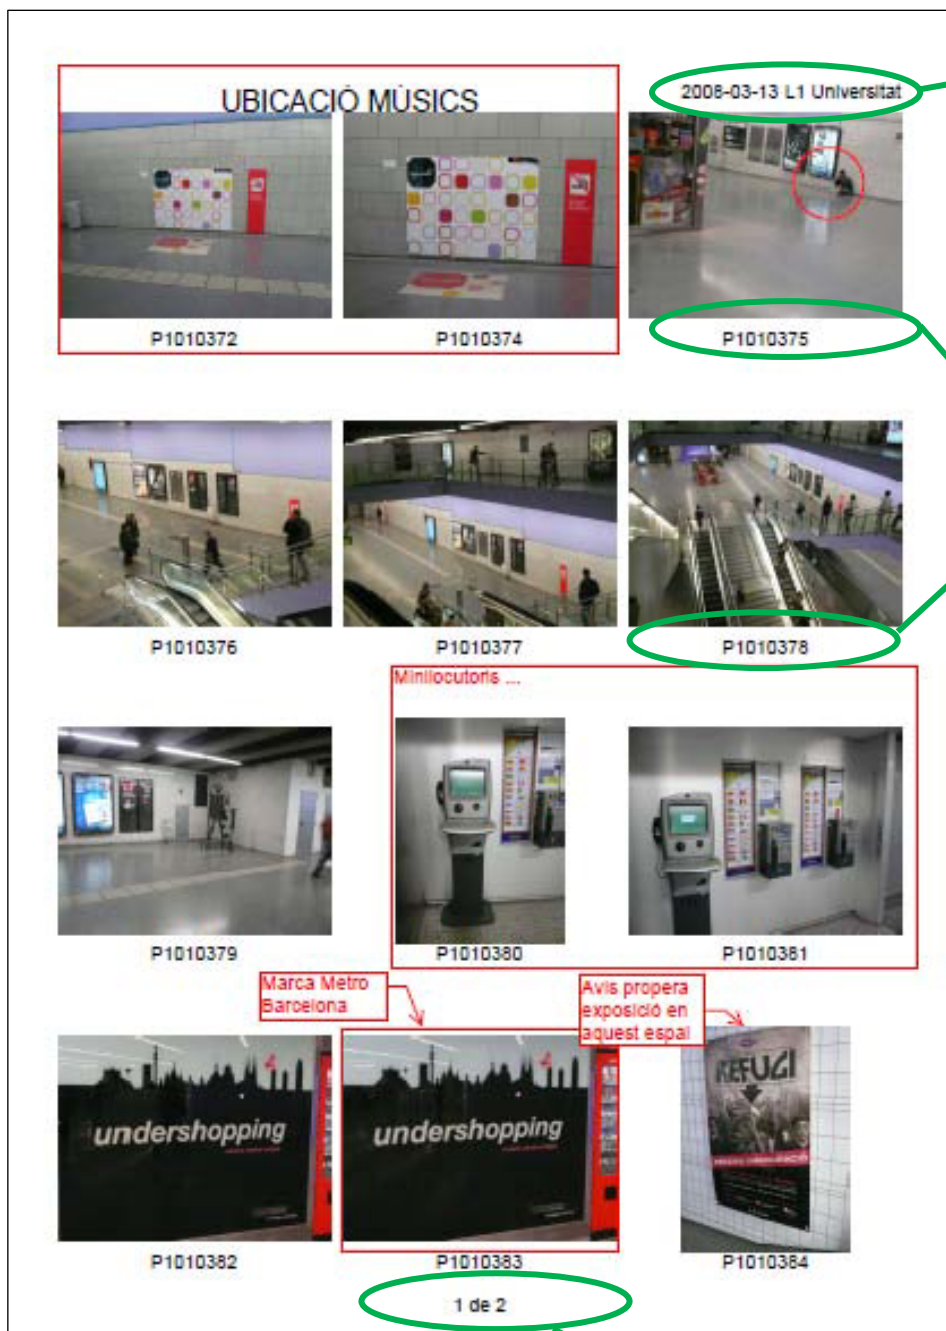 UBICACIÓ MÚSICS
2008-03-13 L1 Universitat
P1010372
P1010374
P1010375
P1010376
P1010377
P1010378
Minilocutoris ...
P1010379
P1010380
P1010381
Marca Metro
Barcelona
Avis propera
exposició en
aquest espai
undershopping
undershopping
REFUGI
P1010382
P1010383
P1010384
1 de 2